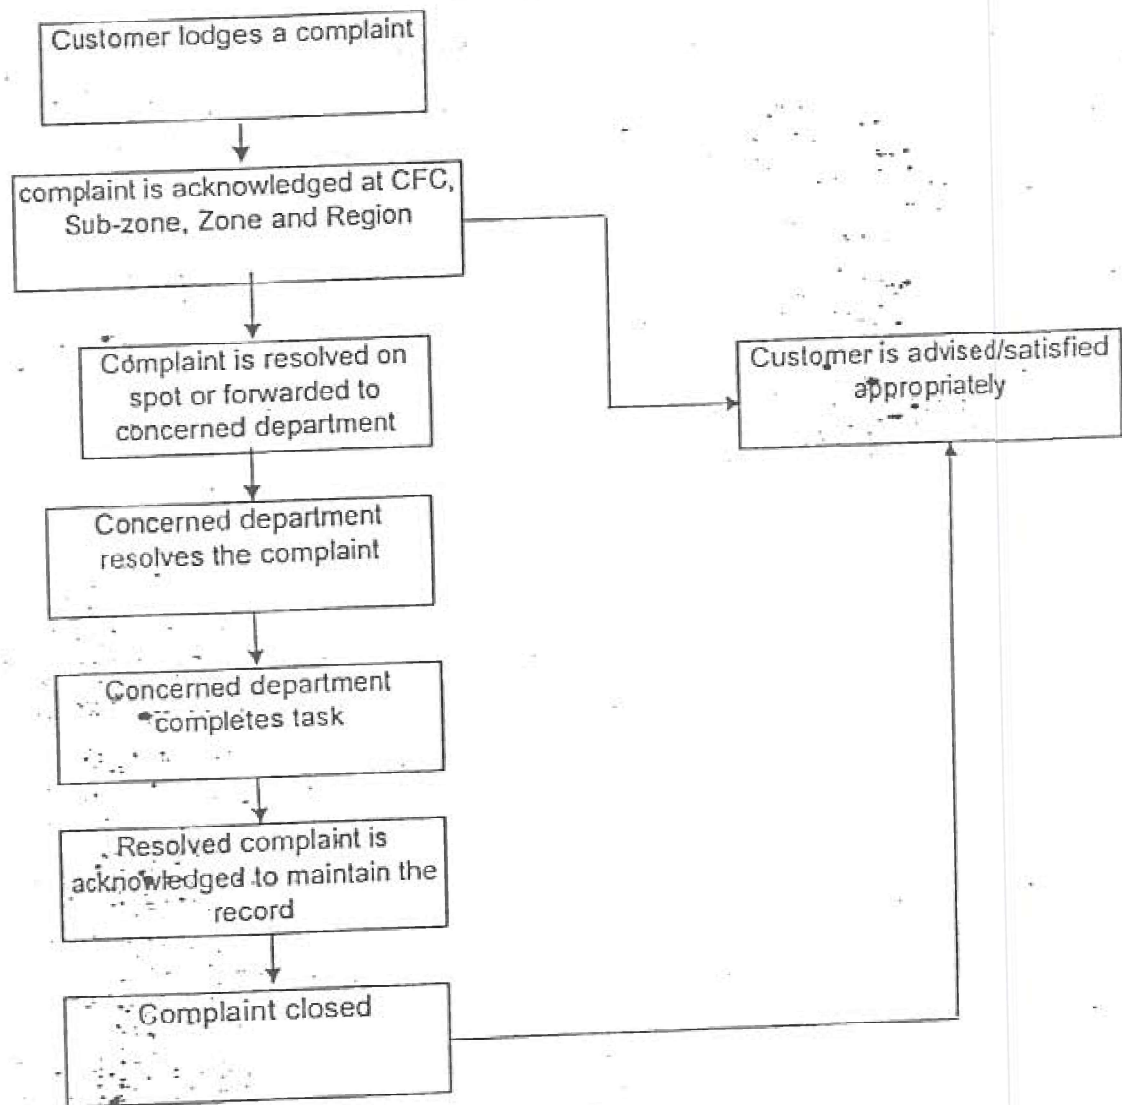 Customer lodges a complaint
complaint is acknowledged at CFC,
Sub-zone, Zone and Region
Complaint is resolved on
spot or forwarded to
concerned department
Customer is advised/satisfied
appropriately
Concerned department
resolves the complaint
Concerned department
completes task
Resolved complaint is
acknowledged to maintain the
record
Complaint closed